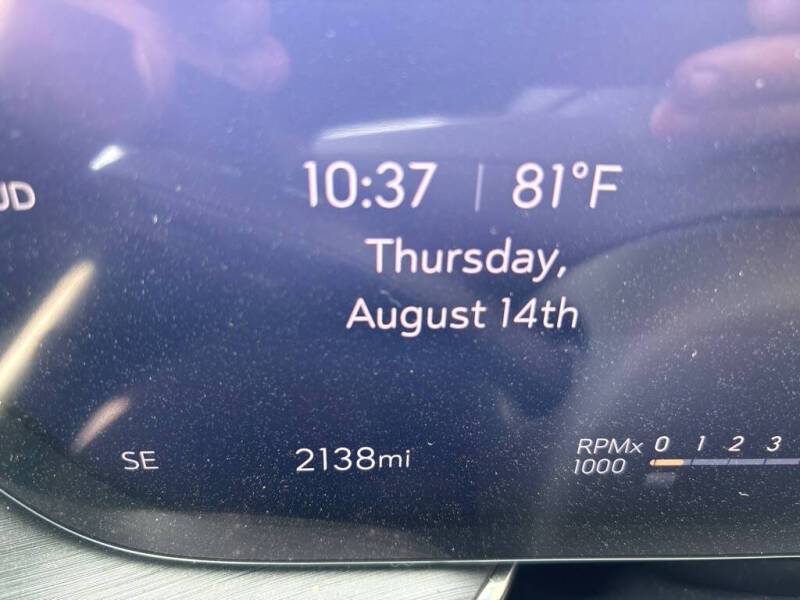 10:37 | 81°F
Thursday,
August 14th
SE
2138mi
RPMx 0 1 2 3
1000